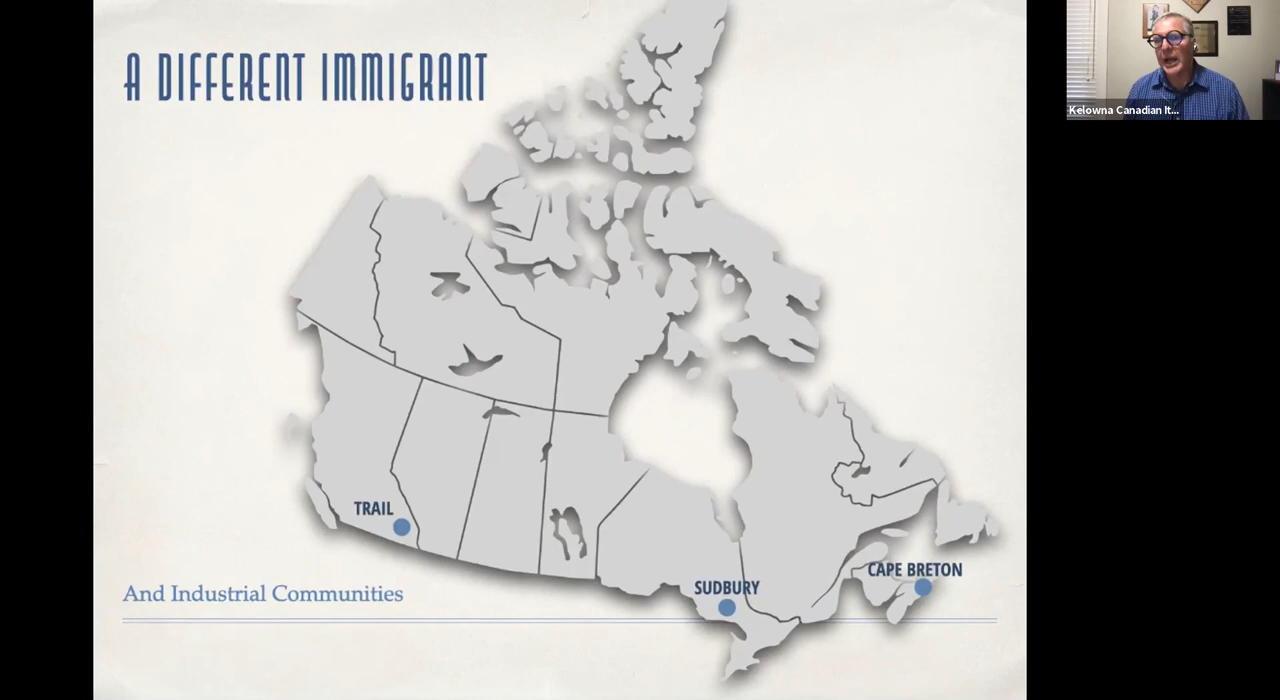 A DIFFERENT IMMIGRANT
Kelowna Canadian It...
TRAIL
CAPE BRETON
SUDBURY
And Industrial Communities